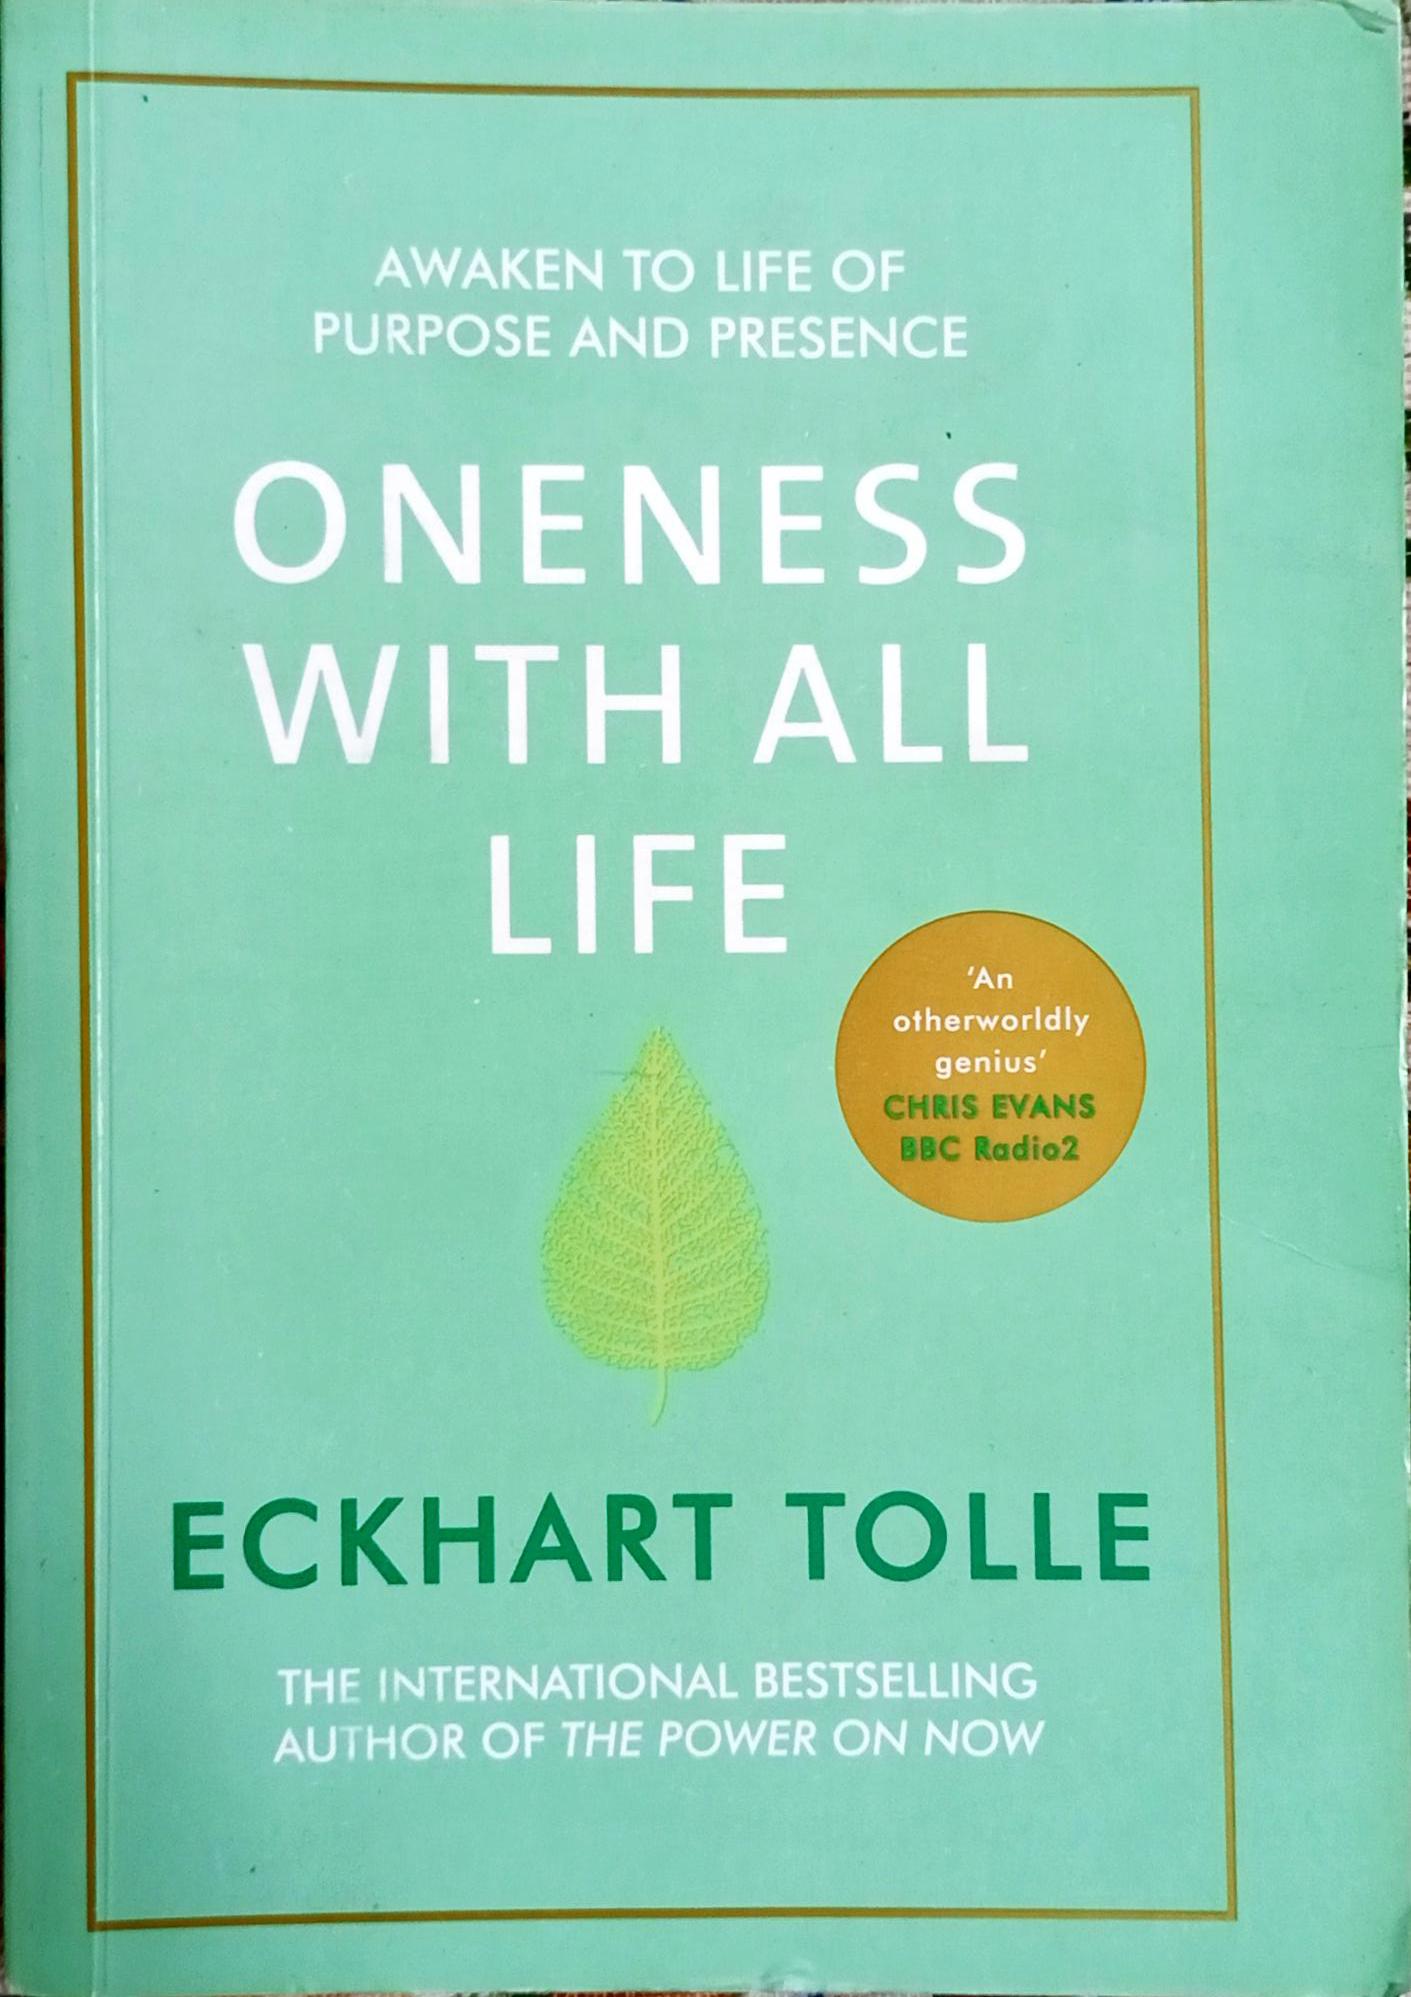 AWAKEN TO LIFE OF
PURPOSE AND PRESENCE
ONENESS
WITH ALL
LIFE
‘An
otherworldly
genius’
CHRIS EVANS
BBC Radio2
ECKHART TOLLE
THE INTERNATIONAL BESTSELLING
AUTHOR OF THE POWER ON NOW